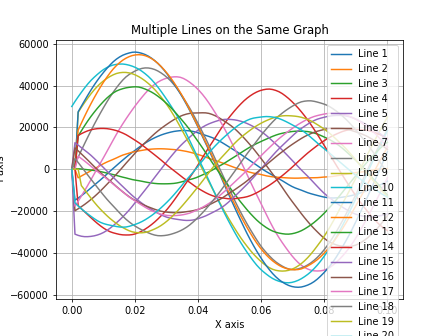 Multiple Lines on the Same Graph
60000
40000
20000
0
−20000
−40000
−60000
0.00
0.02
0.04
0.06
0.08
X axis
Line 1
Line 2
Line 3
Line 4
Line 5
Line 6
Line 7
Line 8
Line 9
Line 10
Line 11
Line 12
Line 13
Line 14
Line 15
Line 16
Line 17
Line 18
Line 19
Line 20